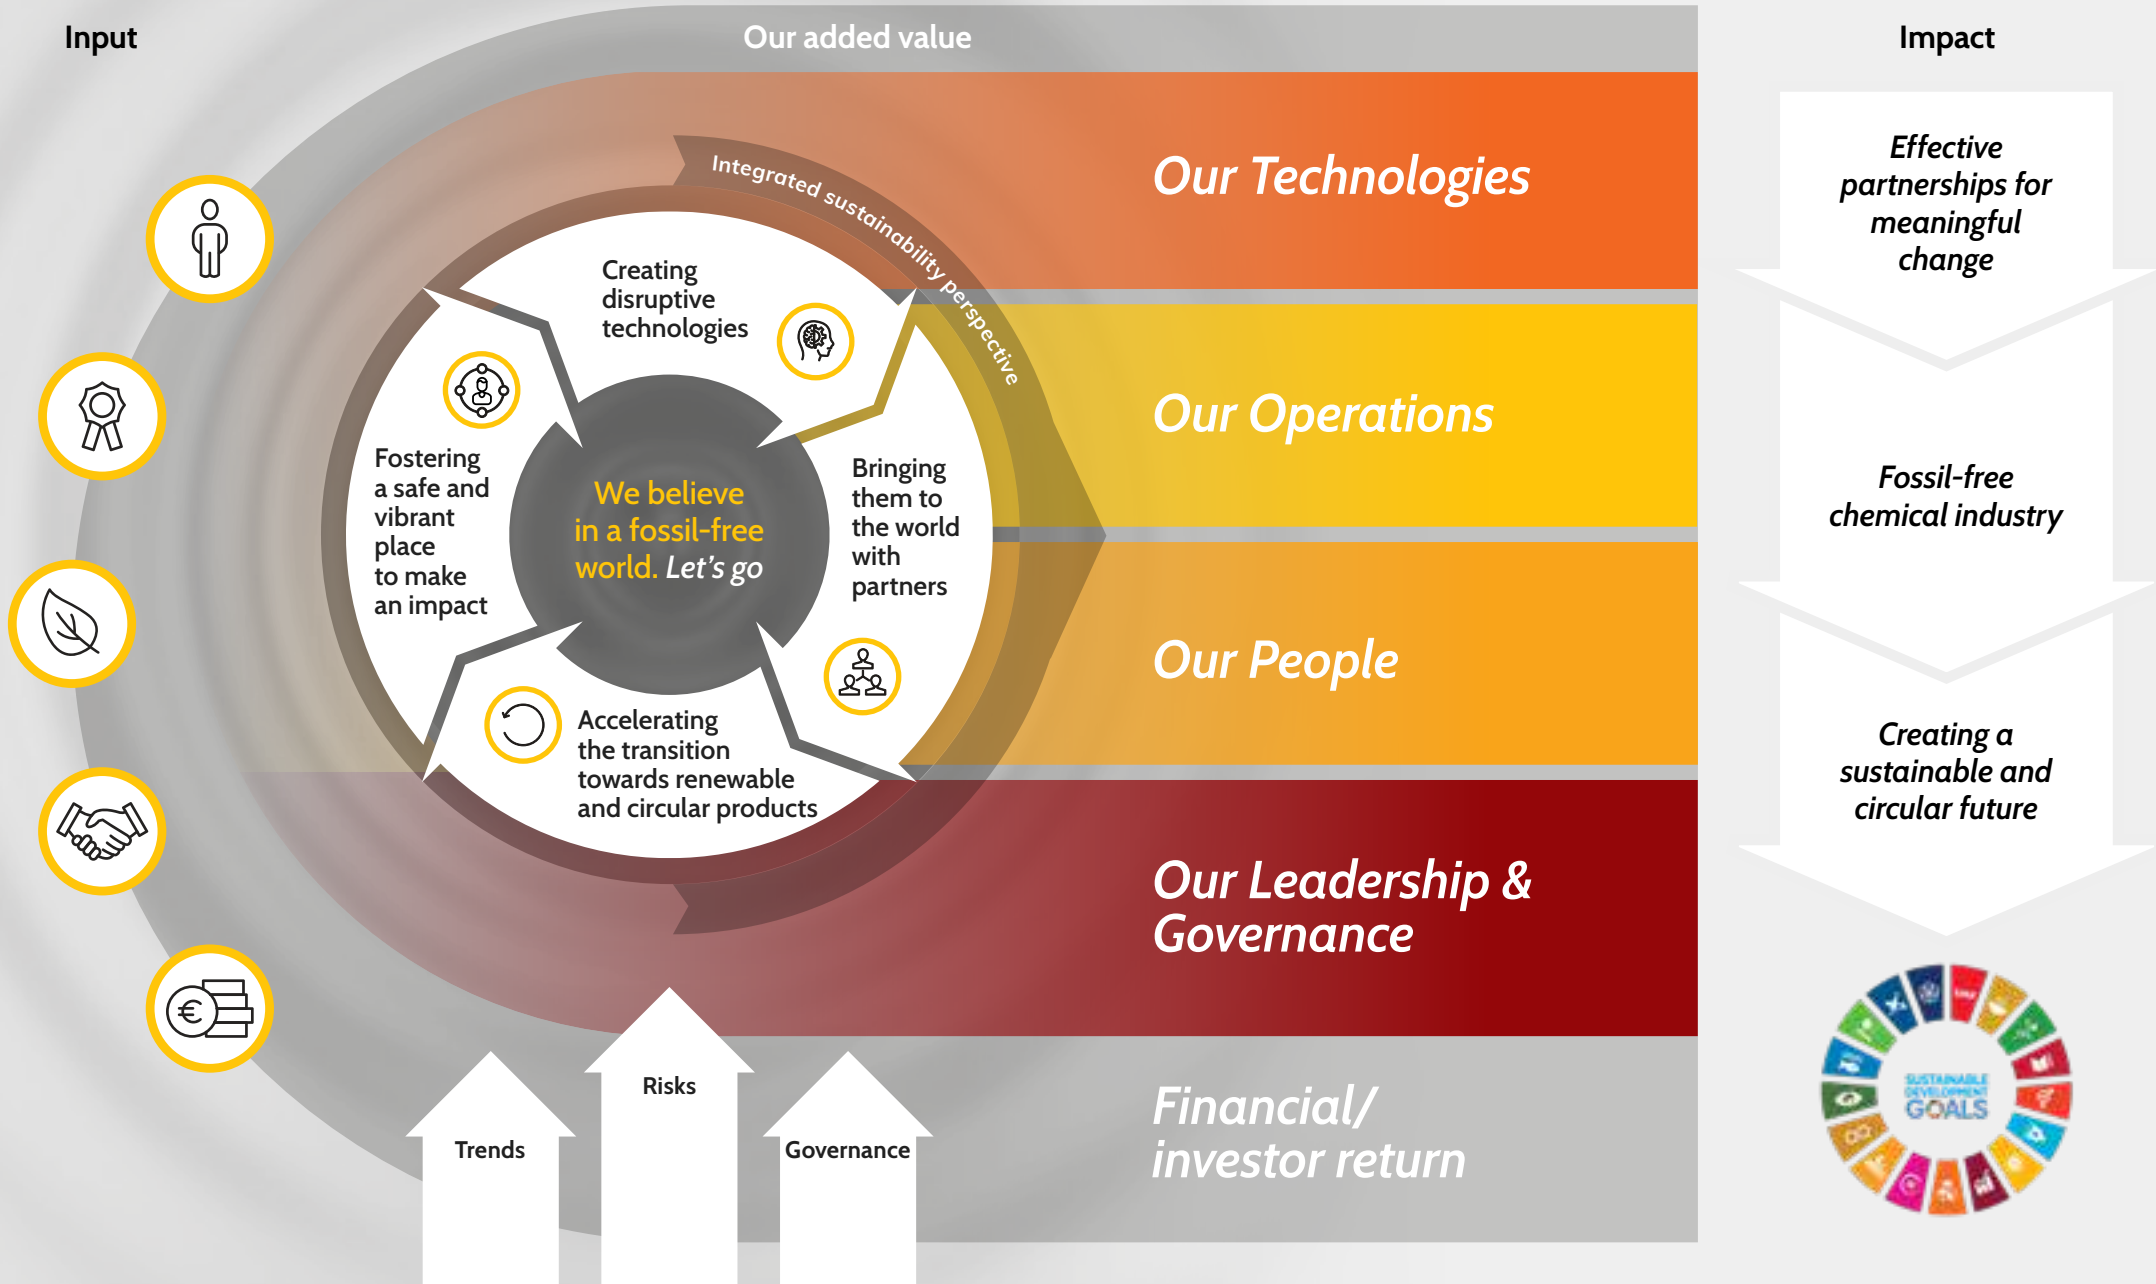 Input
Our added value
Impact
Integrated sustainability perspective
Creating
disruptive
technologies
Bringing
them to
the world
with
partners
Accelerating
the transition
towards renewable
and circular products
Fostering
a safe and
vibrant
place
to make
an impact
We believe
in a fossil-free
world. Let's go
Our Technologies
Our Operations
Our People
Our Leadership &
Governance
Financial/
investor return
Trends
Risks
Governance
Effective
partnerships for
meaningful
change
Fossil-free
chemical industry
Creating a
sustainable and
circular future
€
SUSTAINABLE
DEVELOPMENT
GOALS